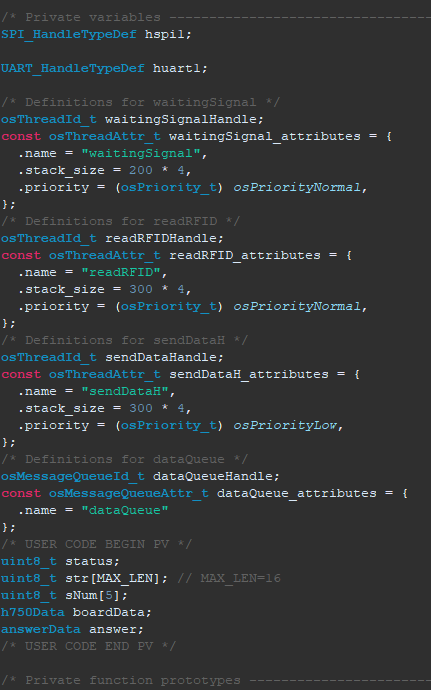 /* Private variables ---------------------------------
SPI_HandleTypeDef hspi1;

UART_HandleTypeDef huart1;

/* Definitions for waitingSignal */
osThreadId_t waitingSignalHandle;
const osThreadAttr_t waitingSignal_attributes = {
  .name = "waitingSignal",
  .stack_size = 200 * 4,
  .priority = (osPriority_t) osPriorityNormal,
};
/* Definitions for readRFID */
osThreadId_t readRFIDHandle;
const osThreadAttr_t readRFID_attributes = {
  .name = "readRFID",
  .stack_size = 300 * 4,
  .priority = (osPriority_t) osPriorityNormal,
};
/* Definitions for sendDataH */
osThreadId_t sendDataHandle;
const osThreadAttr_t sendDataH_attributes = {
  .name = "sendDataH",
  .stack_size = 300 * 4,
  .priority = (osPriority_t) osPriorityLow,
};
/* Definitions for dataQueue */
osMessageQueueId_t dataQueueHandle;
const osMessageQueueAttr_t dataQueue_attributes = {
  .name = "dataQueue"
};
/* USER CODE BEGIN PV */
uint8_t status;
uint8_t str[MAX_LEN]; // MAX_LEN=16
uint8_t sNum[5];
h750Data boardData;
answerData answer;
/* USER CODE END PV */

/* Private function prototypes -----------------------